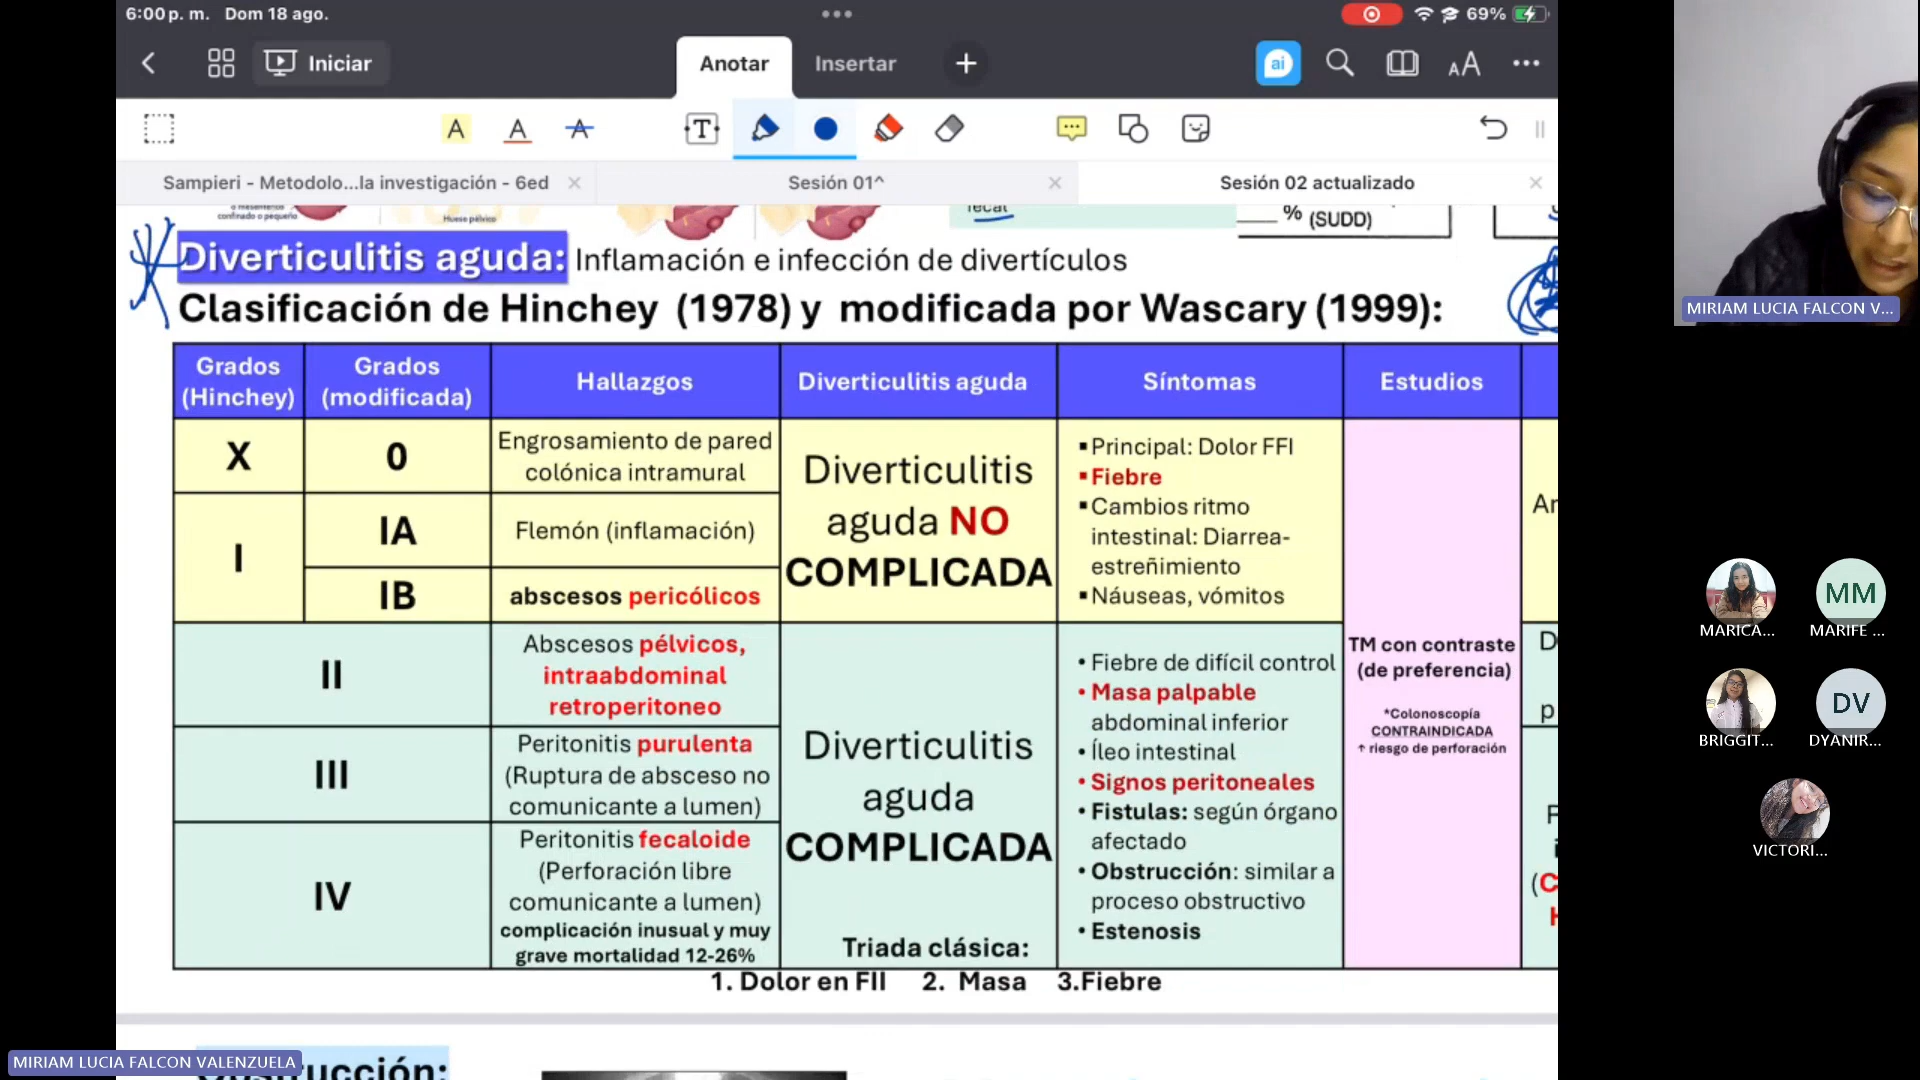 6:00 p. m. Dom 18 ago.
69%
Iniciar
Anotar
Insertar
ai
Sampieri - Metodolo...la investigación - 6ed
Sesión 01^
Sesión 02 actualizado
confinado o pequeño
Hueso pélvico
fecal
% (SUDD)
Diverticulitis aguda: Inflamación e infección de divertículos
Clasificación de Hinchey (1978) y modificada por Wascary (1999):
Grados
(Hinchey)
Grados
(modificada)
Hallazgos
Diverticulitis aguda
Síntomas
Estudios
X
0
Engrosamiento de pared
colónica intramural
I
IA
Flemón (inflamación)
IB
abscesos pericólicos
Diverticulitis
aguda NO
COMPLICADA
▪Principal: Dolor FFI
▪Fiebre
▪Cambios ritmo
intestinal: Diarrea-
estreñimiento
▪Náuseas, vómitos
II
Abscesos pélvicos,
intraabdominal
retroperitoneo
III
Peritonitis purulenta
(Ruptura de absceso no
comunicante a lumen)
IV
Peritonitis fecaloide
(Perforación libre
comunicante a lumen)
complicación inusual y muy
grave mortalidad 12-26%
Diverticulitis
aguda
COMPLICADA
• Fiebre de difícil control
• Masa palpable
abdominal inferior
• Íleo intestinal
• Signos peritoneales
• Fistulas: según órgano
afectado
• Obstrucción: similar a
proceso obstructivo
• Estenosis
TM con contraste
(de preferencia)
*Colonoscopía
CONTRAINDICADA
↑ riesgo de perforación
Triada clásica:
1. Dolor en FII 2. Masa 3.Fiebre
MIRIAM LUCIA FALCON V...
MARICA...
MM
MARIFE ...
BRIGGIT...
DV
DYANIR...
VICTORI...
MIRIAM LUCIA FALCON VALENZUELA